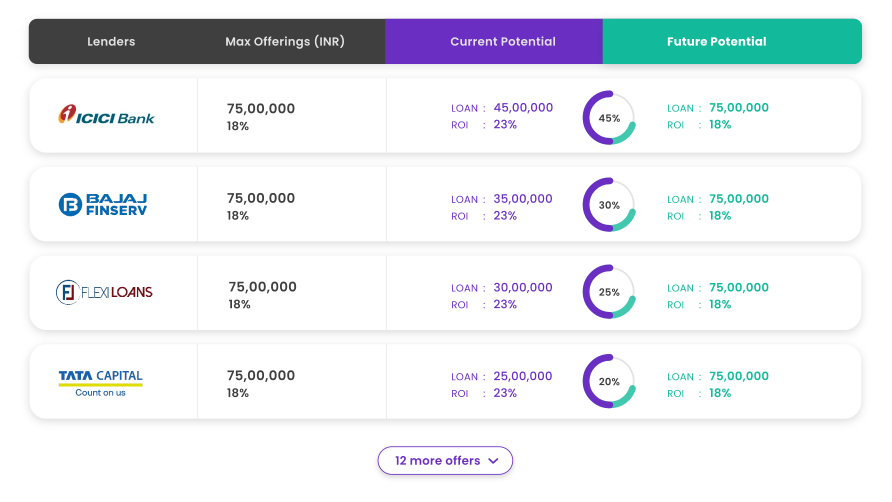 Lenders Max Offerings (INR) Current Potential Future Potential
ICICI Bank
75,00,000
18%
LOAN : 45,00,000
ROI : 23%
45%
LOAN : 75,00,000
ROI : 18%
BAJAJ
FINSERV
75,00,000
18%
LOAN : 35,00,000
ROI : 23%
30%
LOAN : 75,00,000
ROI : 18%
FLEXILOANS
75,00,000
18%
LOAN : 30,00,000
ROI : 23%
25%
LOAN : 75,00,000
ROI : 18%
TATA CAPITAL
Count on us
75,00,000
18%
LOAN : 25,00,000
ROI : 23%
20%
LOAN : 75,00,000
ROI : 18%
12 more offers